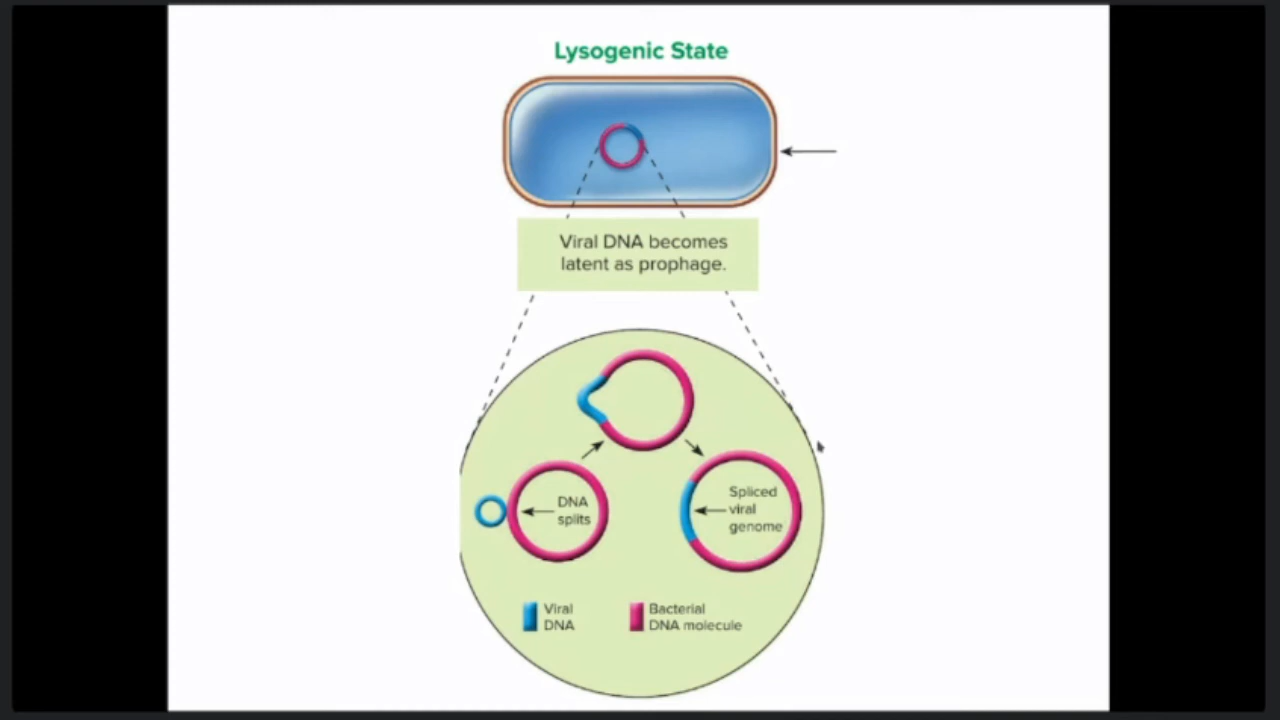 Lysogenic State
Viral DNA becomes
latent as prophage.
DNA
splits
Spliced
viral
genome
Viral
DNA
Bacterial
DNA molecule